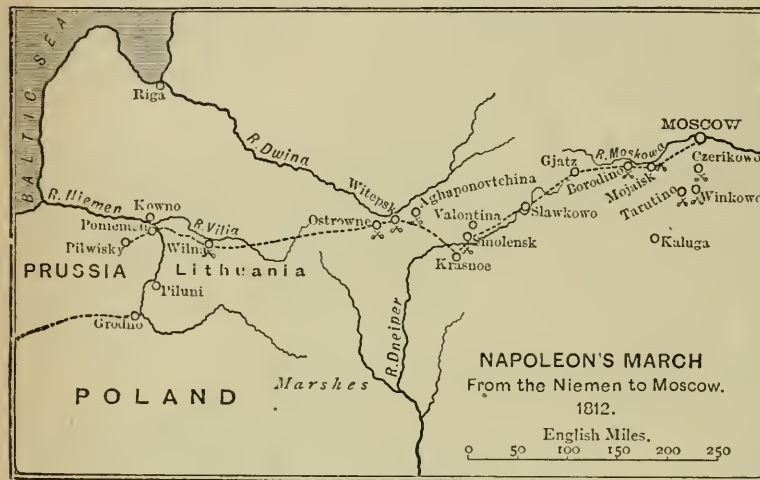 BALTIC SEA
Riga
R. Dwina
MOSCOW
R. Moskowa
Czerikowo
Gjatz
Borodino
Mojaisk
Tarutino
Winkowo
Witepsk
Aghaponovtchina
R. Niemen
Kowno
Valontina
Slawkowo
Poniemen
R. Vilia
Ostrowne
Pilwisky
Wilna
Smolensk
Kaluga
Krasnoe
PRUSSIA
Lithuania
Piluni
Grodno
R. Dneiper
NAPOLEON'S MARCH
From the Niemen to Moscow.
POLAND
Marshes
1812.
English Miles.
0 50 100 150 200 250